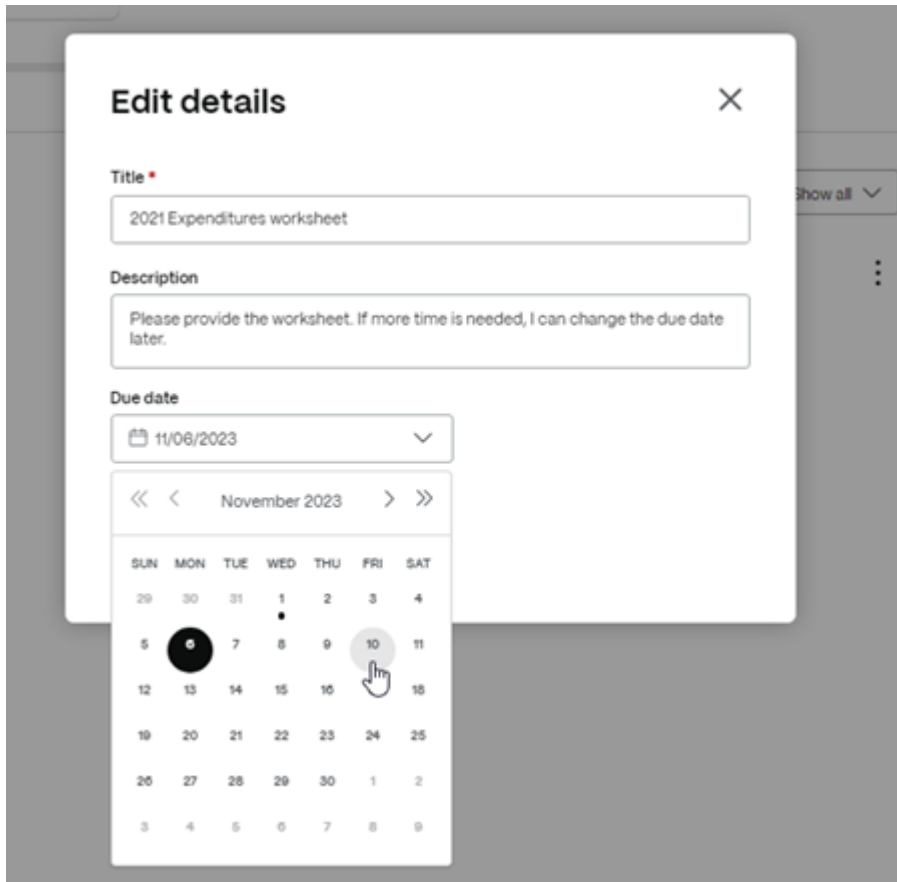 Edit details
Title *
Show all
2021 Expenditures worksheet
Description
Please provide the worksheet. If more time is needed, I can change the due date
later.
Due date
11/06/2023
November 2023
SUN MON TUE WED THU FRI SAT
29 30 31 1 2 3 4
5 6 7 8 9 10 11
12 13 14 15 16 18
19 20 21 22 23 24 25
26 27 28 29 30 1 2
3 4 5 6 7 8 9